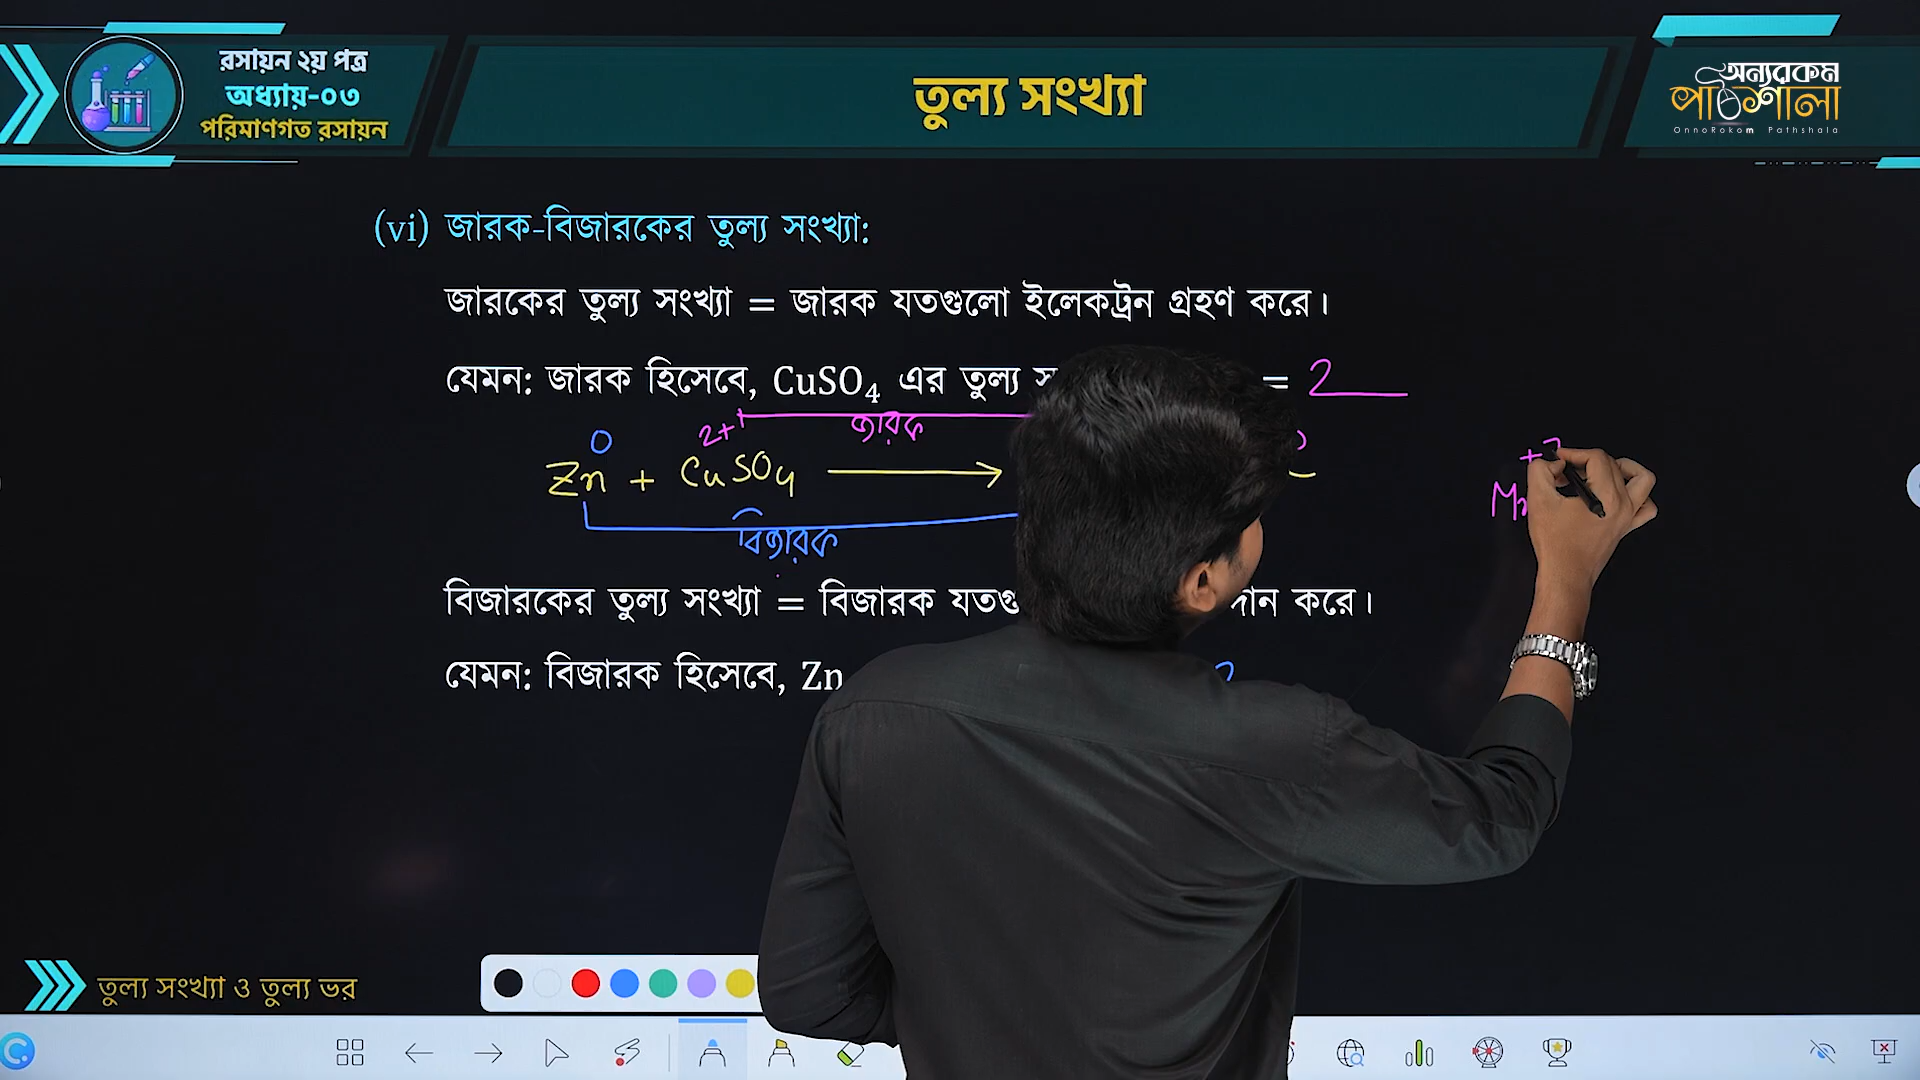 রসায়ন ২য় পত্র
অধ্যায়-০৩
পরিমাণগত রসায়ন
তুল্য সংখ্যা
অন্যরকম
পাঠশালা
OnnoRokom Pathshala
(vi) জারক-বিজারকের তুল্য সংখ্যা:
জারকের তুল্য সংখ্যা = জারক যতগুলো ইলেকট্রন গ্রহণ করে।
যেমন: জারক হিসেবে, CuSO₄ এর তুল্য = 2
জারক
0 2+
Zn + CuSO4 ⟶
বিজারক
বিজারকের তুল্য সংখ্যা = বিজারক করে।
যেমন: বিজারক হিসেবে, Zn
তুল্য সংখ্যা ও তুল্য ভর